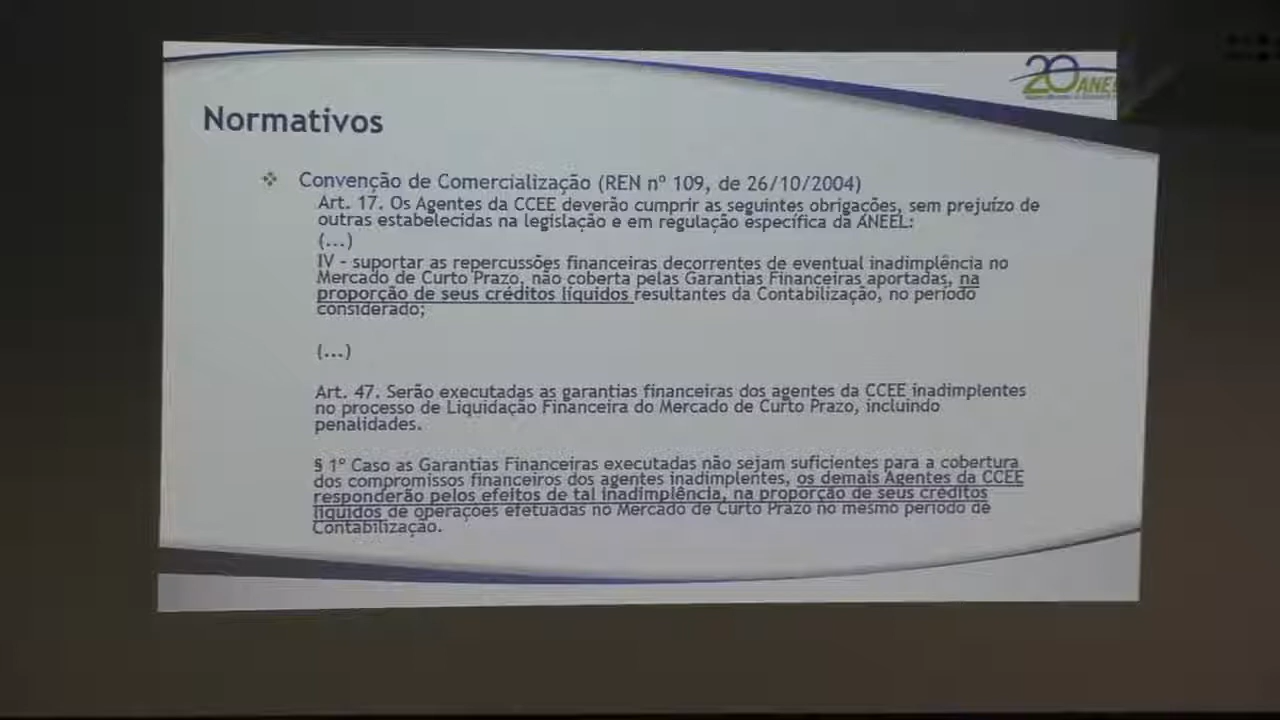 20 ANEEL
Normativos
❖ Convenção de Comercialização (REN nº 109, de 26/10/2004)
Art. 17. Os Agentes da CCEE deverão cumprir as seguintes obrigações, sem prejuízo de
outras estabelecidas na legislação e em regulação específica da ANEEL:
(...)
IV - suportar as repercussões financeiras decorrentes de eventual inadimplência no
Mercado de Curto Prazo, não coberta pelas Garantias Financeiras aportadas, na
proporção de seus créditos líquidos resultantes da Contabilização, no período
considerado;
(...)
Art. 47. Serão executadas as garantias financeiras dos agentes da CCEE inadimplentes
no processo de Liquidação Financeira do Mercado de Curto Prazo, incluindo
penalidades.
§ 1º Caso as Garantias Financeiras executadas não sejam suficientes para a cobertura
dos compromissos financeiros dos agentes inadimplentes, os demais Agentes da CCEE
responderão pelos efeitos de tal inadimplência, na proporção de seus créditos
líquidos de operações efetuadas no Mercado de Curto Prazo no mesmo período de
Contabilização.